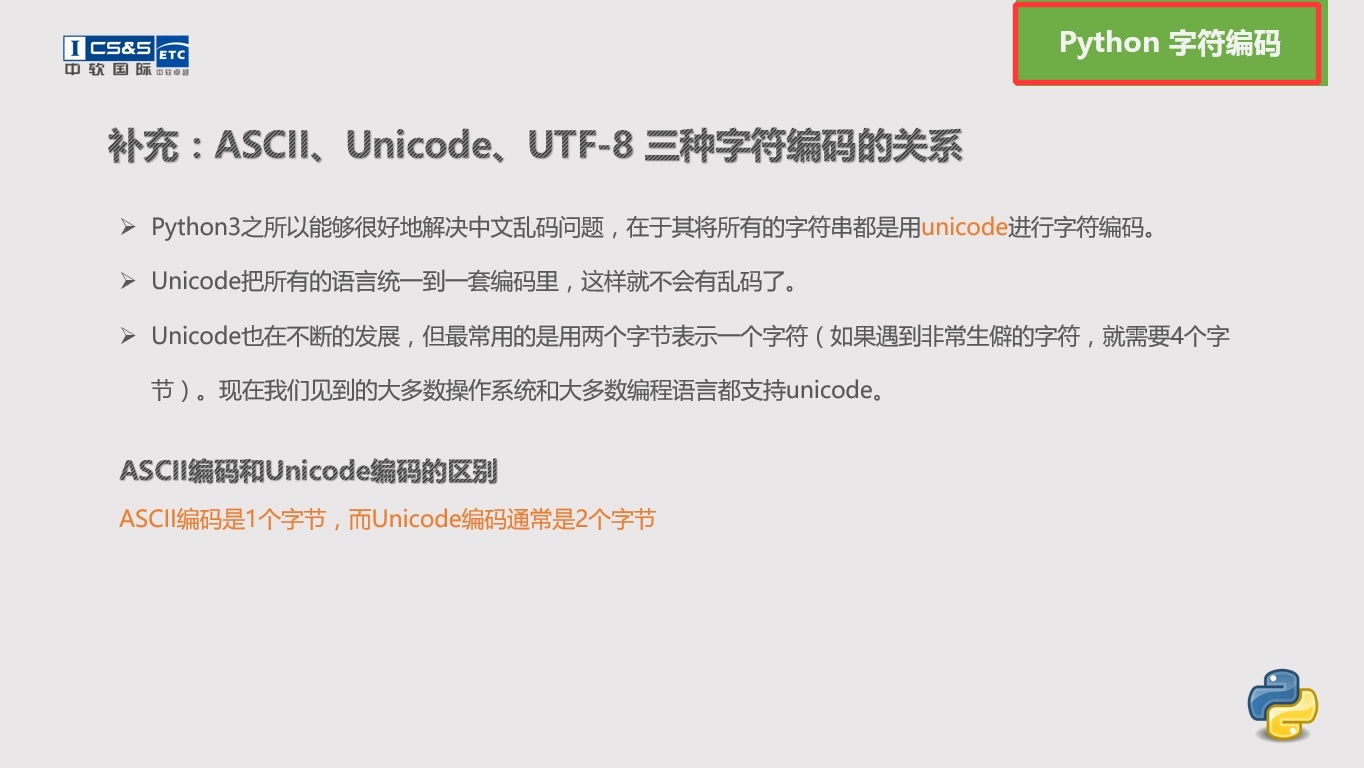 Python 字符编码
I CS&S ETC
中软国际 中软卓越
补充：ASCII、Unicode、UTF-8 三种字符编码的关系
Python3之所以能够很好地解决中文乱码问题，在于其将所有的字符串都是用unicode进行字符编码。
Unicode把所有的语言统一到一套编码里，这样就不会有乱码了。
Unicode也在不断的发展，但最常用的是用两个字节表示一个字符（如果遇到非常生僻的字符，就需要4个字
节）。现在我们见到的大多数操作系统和大多数编程语言都支持unicode。
ASCII编码和Unicode编码的区别
ASCII编码是1个字节，而Unicode编码通常是2个字节